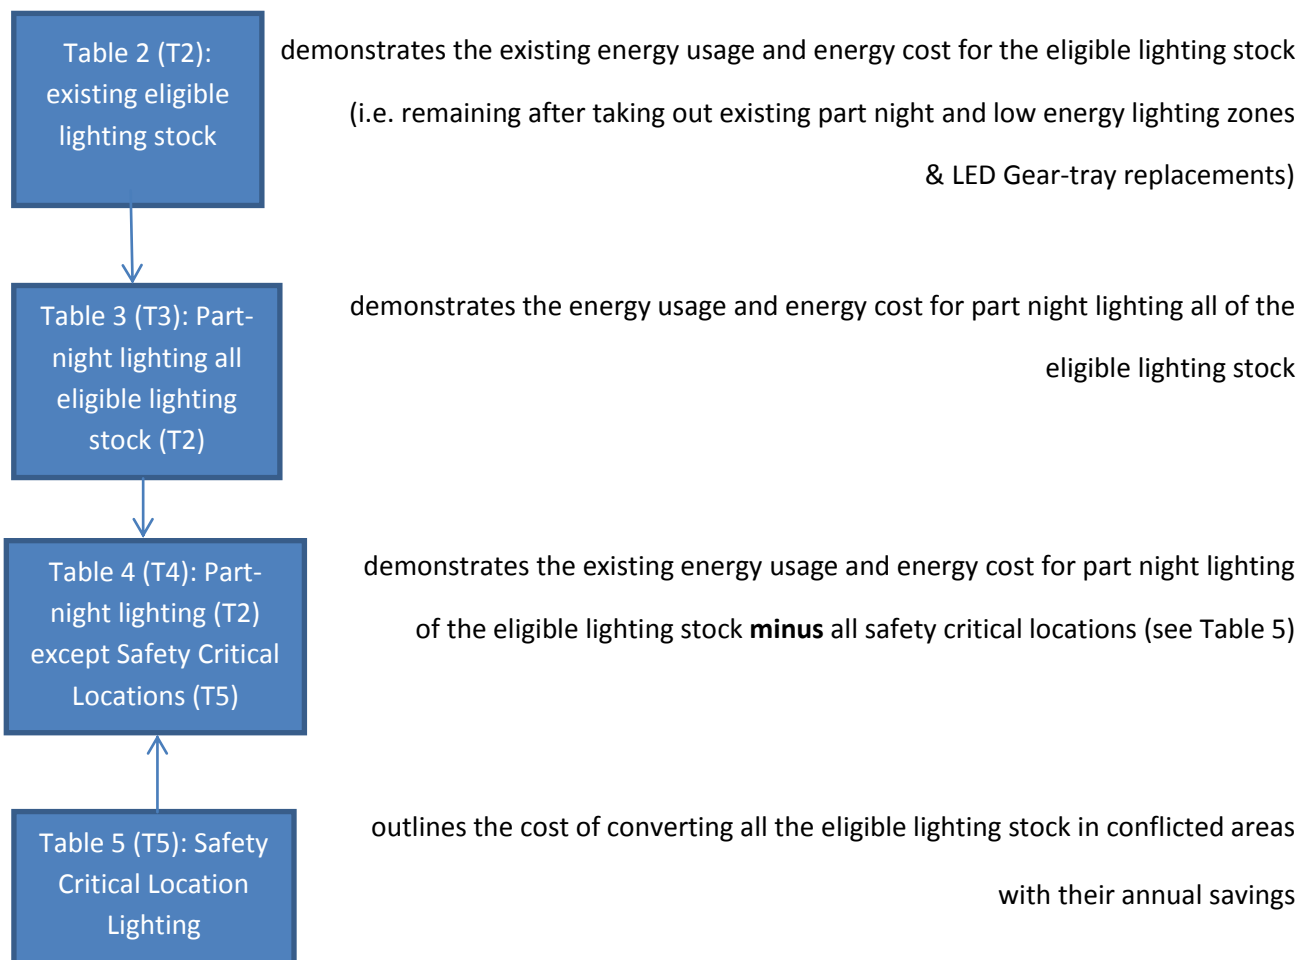 Table 2 (T2):
existing eligible
lighting stock
demonstrates the existing energy usage and energy cost for the eligible lighting stock
(i.e. remaining after taking out existing part night and low energy lighting zones
& LED Gear-tray replacements)
Table 3 (T3): Part-
night lighting all
eligible lighting
stock (T2)
demonstrates the energy usage and energy cost for part night lighting all of the
eligible lighting stock
Table 4 (T4): Part-
night lighting (T2)
except Safety Critical
Locations (T5)
demonstrates the existing energy usage and energy cost for part night lighting
of the eligible lighting stock minus all safety critical locations (see Table 5)
Table 5 (T5): Safety
Critical Location
Lighting
outlines the cost of converting all the eligible lighting stock in conflicted areas
with their annual savings